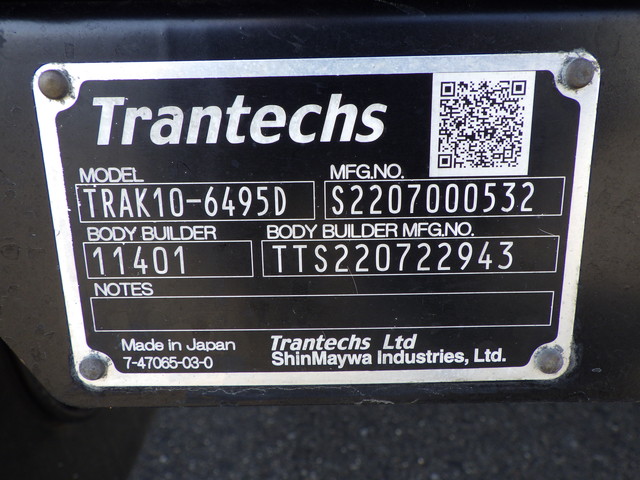 Trantechs
MODEL MFG.NO.
TRAK10-6495D S2207000532
BODY BUILDER BODY BUILDER MFG.NO.
11401 TTS220722943
NOTES
Made in Japan Trantechs Ltd
7-47065-03-0 ShinMaywa Industries, Ltd.